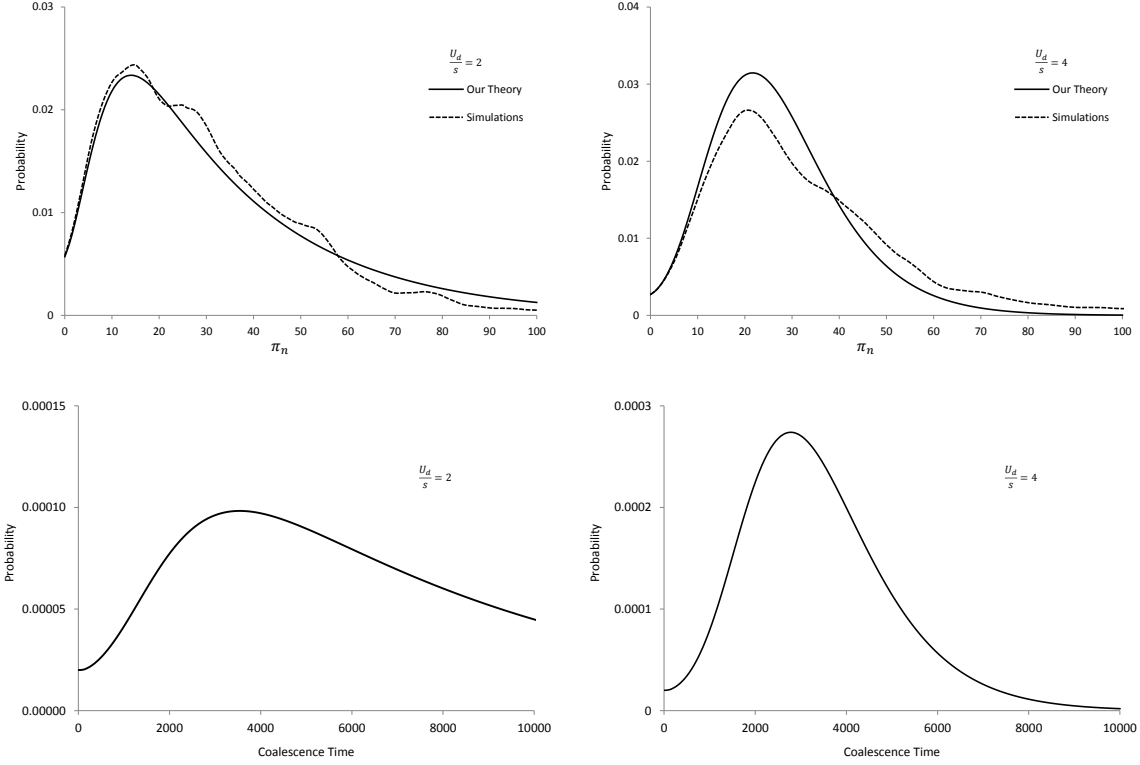 0.03
0.02
0.01
0
Probability
0 10 20 30 40 50 60 70 80 90 100
π_n
U_d/s = 2
Our Theory
Simulations
0.04
0.03
0.02
0.01
0
Probability
0 10 20 30 40 50 60 70 80 90 100
π_n
U_d/s = 4
Our Theory
Simulations
0.00015
0.00010
0.00005
0.00000
Probability
0 2000 4000 6000 8000 10000
Coalescence Time
U_d/s = 2
0.0003
0.0002
0.0001
0
Probability
0 2000 4000 6000 8000 10000
Coalescence Time
U_d/s = 4